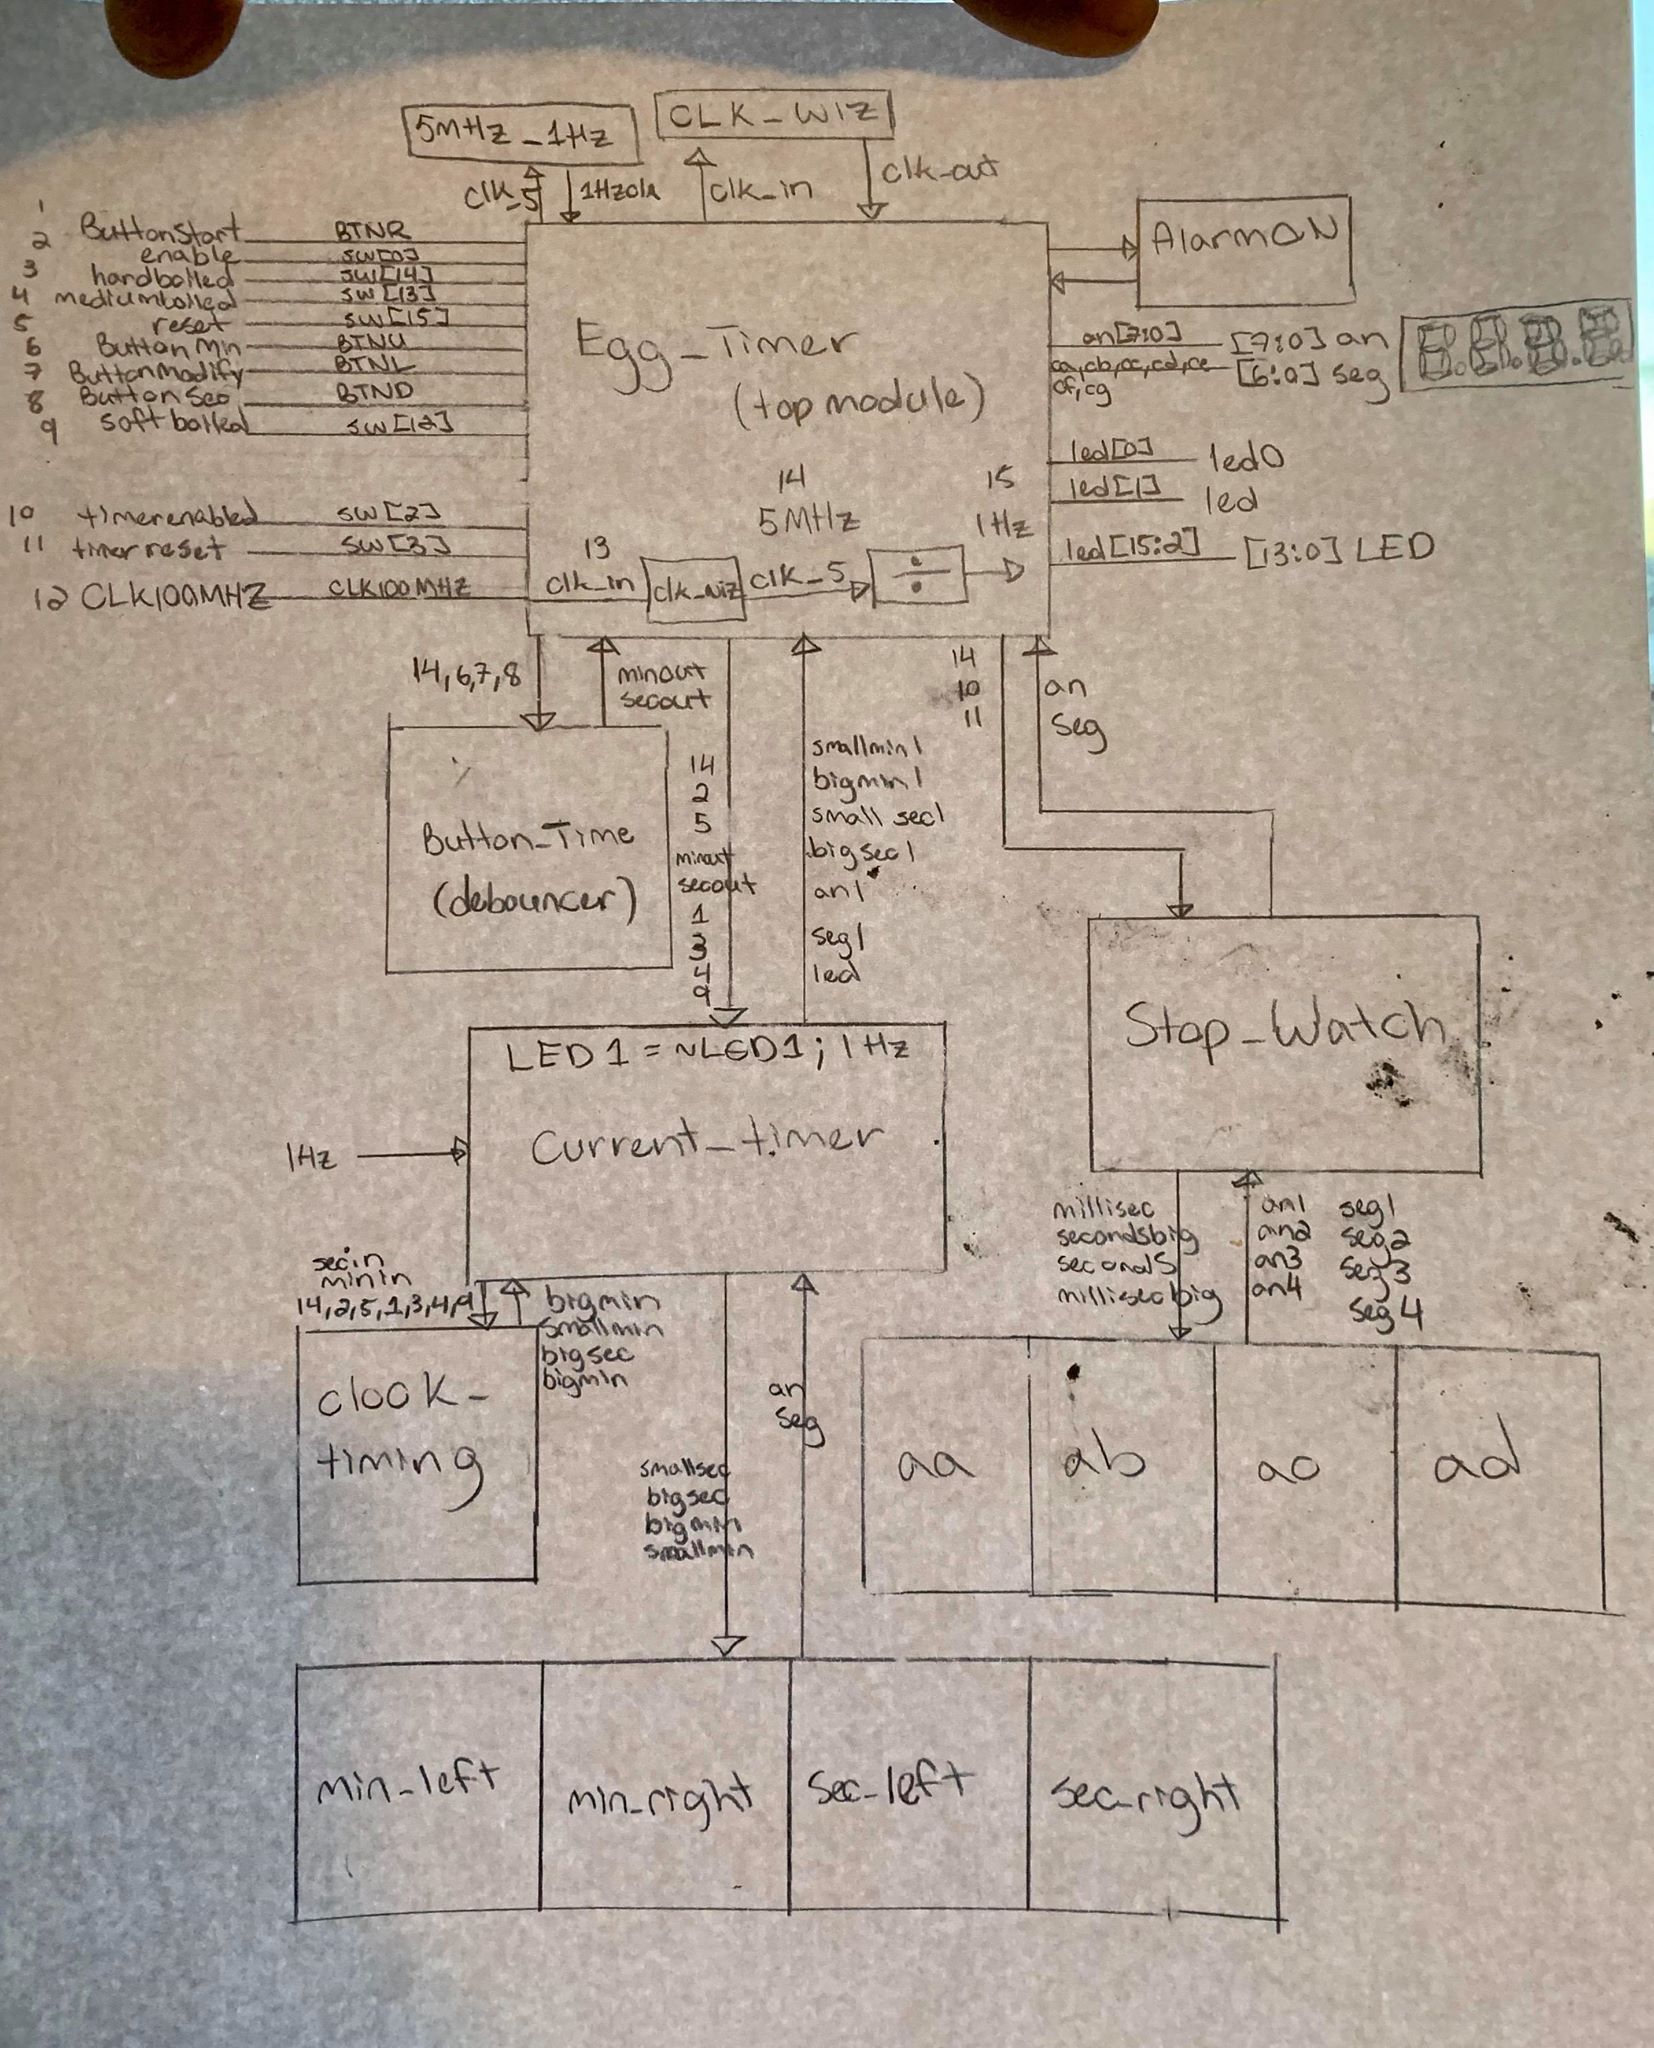 5MHz_1Hz
CLK_WIZ
clk_5
1Hzclk
clk_in
clk_out
1 ButtonStart BTNR
2 enable SW[0]
3 hardboiled SW[14]
4 mediumboiled SW[13]
5 reset SW[15]
6 ButtonMin BTNU
7 ButtonModify BTNL
8 ButtonSec BTND
9 softboiled SW[12]
10 timerenabled SW[2]
11 timerreset SW[3]
12 CLK100MHZ CLK100MHZ
Egg_Timer
(topmodule)
13
clk_in
clk_wiz
clk_5
14
5MHz
15
1Hz
AlarmON
an[7:0] [7:0] an
ca,cb,cc,cd,ce [6:0] seg
cf,cg
8.8.8.8
led[0] led0
led[1] led
led[15:2] [13:0] LED
14,6,7,8
minout
secout
Button_Time
(debouncer)
14
2
5
minout
secout
1
3
4
9
smallmin1
bigmin1
smallsec1
bigsec1
an1
seg1
led
14
10
11
an
seg
Stop_Watch
LED1 = ~LED1; 1Hz
Current_timer
1Hz
secin
minin
14,2,5,1,3,4,9
bigmin
smallmin
bigsec
bigmin
clock_
timing
smallsec
bigsec
bigmin
smallmin
an
seg
millisec
secondsbig
seconds
millisecbig
an1 seg1
an2 seg2
an3 seg3
an4 seg4
aa
ab
ac
ad
min_left
min_right
sec_left
sec_right